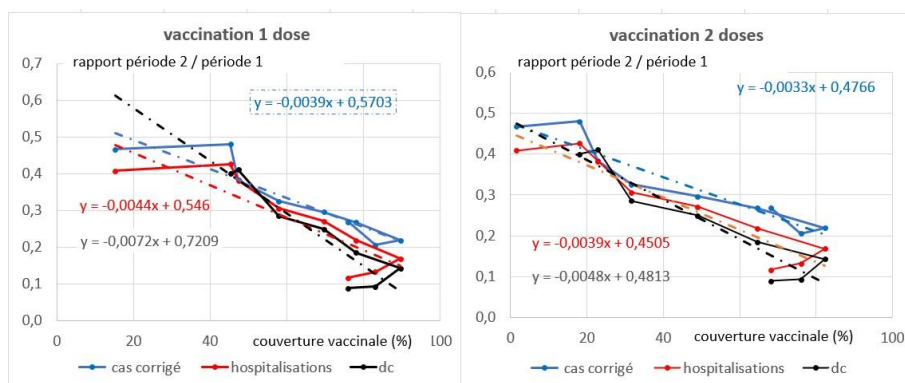 vaccination 1 dose
0,7
rapport période 2 / période 1
0,6
y = -0,0039x + 0,5703
0,5
0,4
0,3
y = -0,0044x + 0,546
0,2
y = -0,0072x + 0,7209
0,1
0,0
couverture vaccinale (%)
0 20 40 60 80 100
cas corrigé hospitalisations dc
vaccination 2 doses
0,6
rapport période 2 / période 1
y = -0,0033x + 0,4766
0,5
0,4
0,3
0,2
y = -0,0039x + 0,4505
0,1
y = -0,0048x + 0,4813
0,0
couverture vaccinale (%)
0 20 40 60 80 100
cas corrigé hospitalisations dc